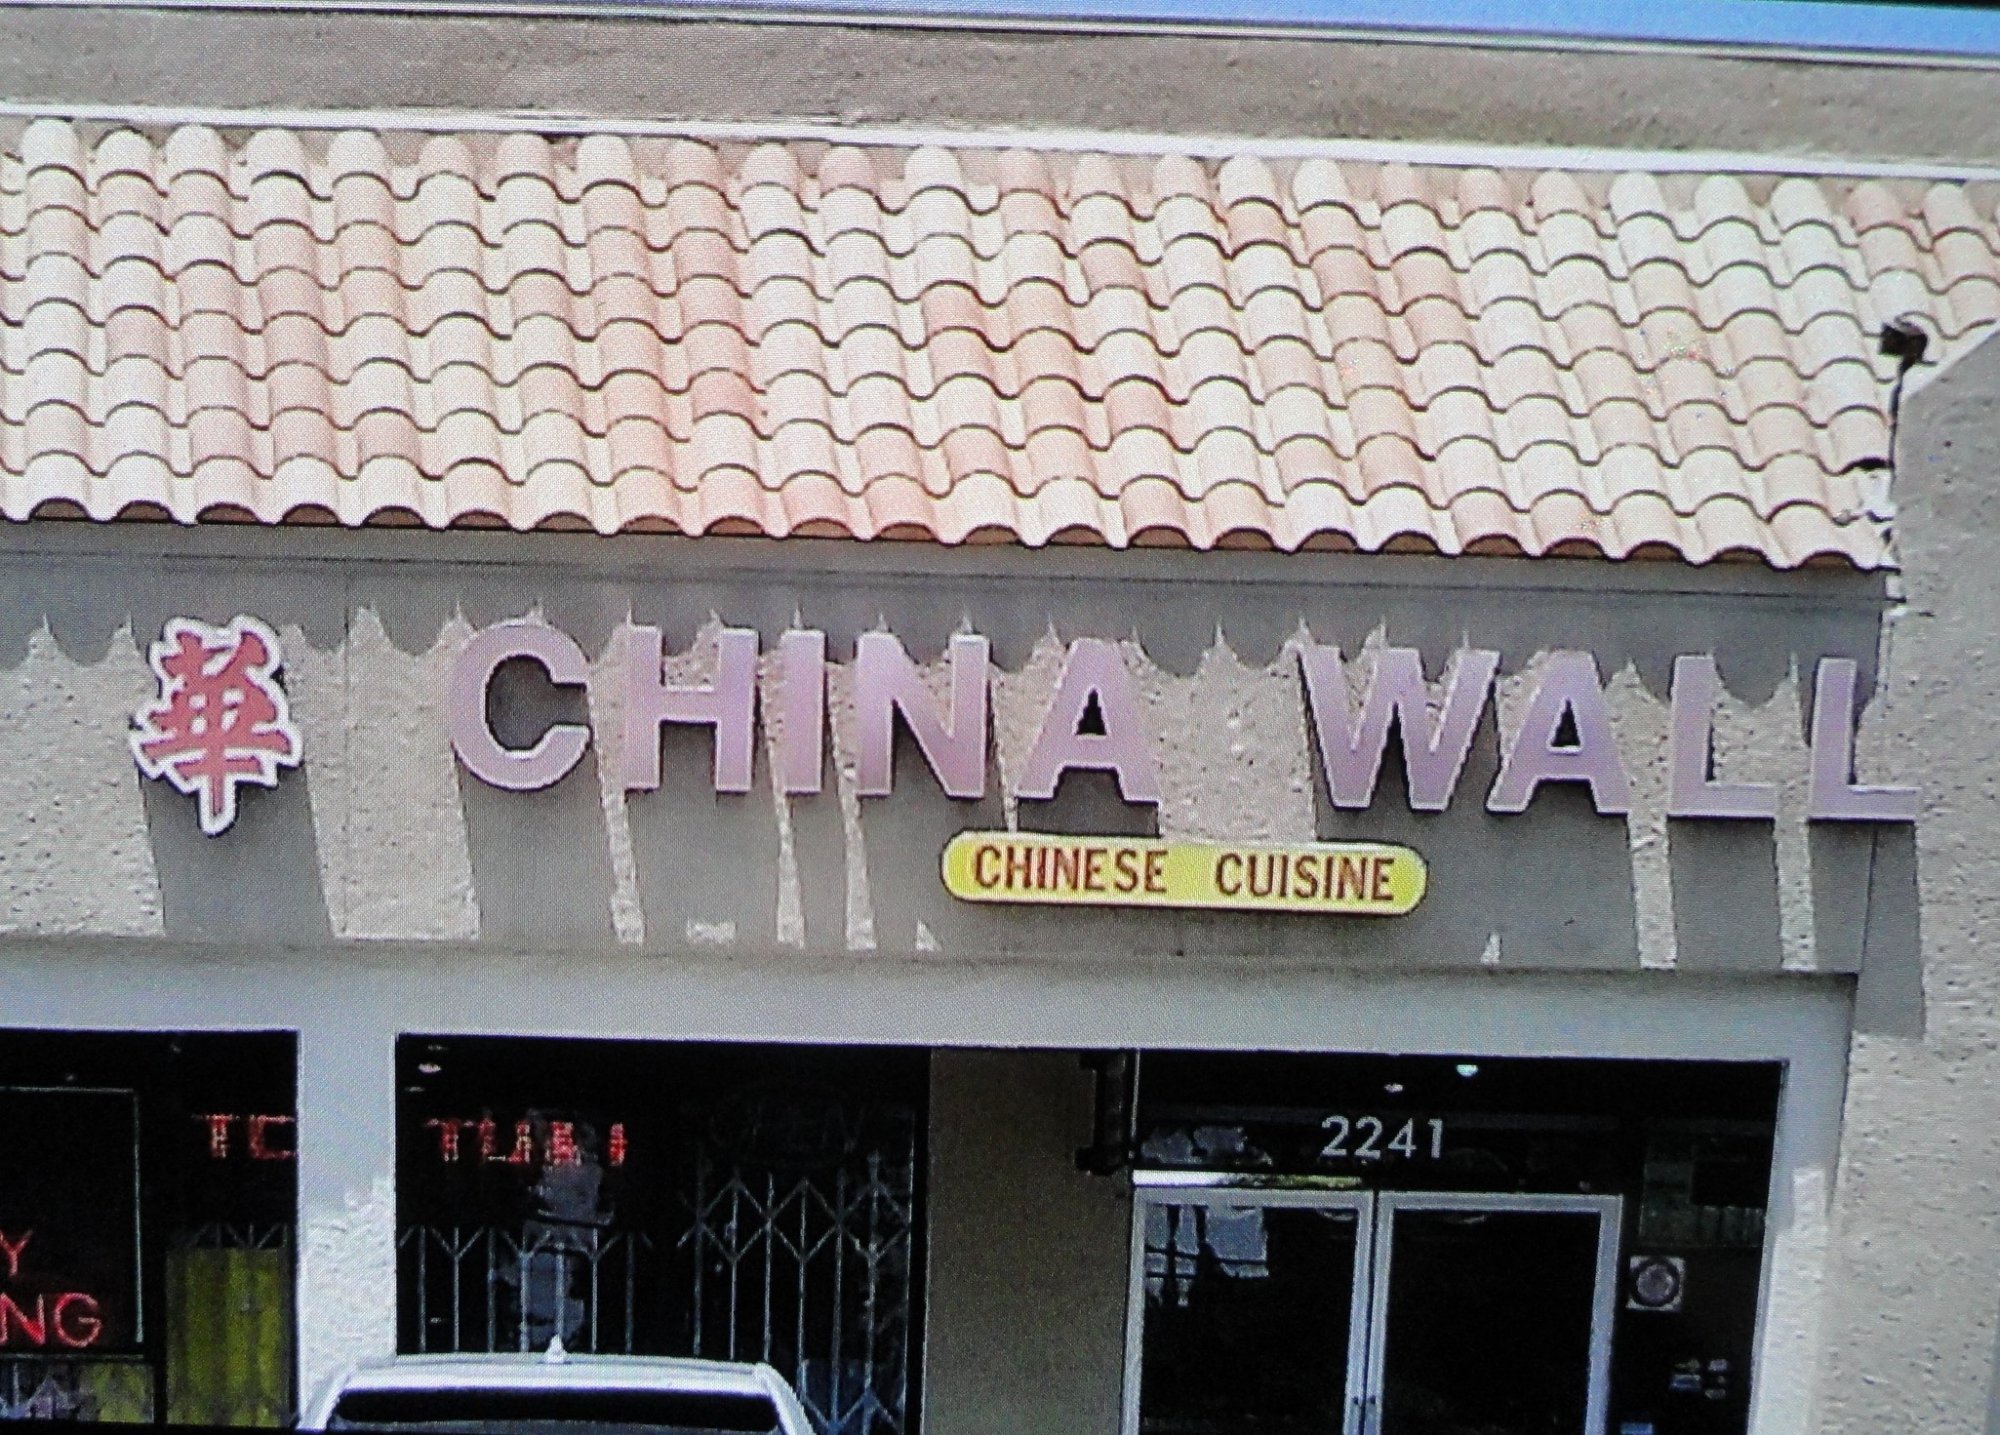 華 CHINA WALL
CHINESE CUISINE
2241